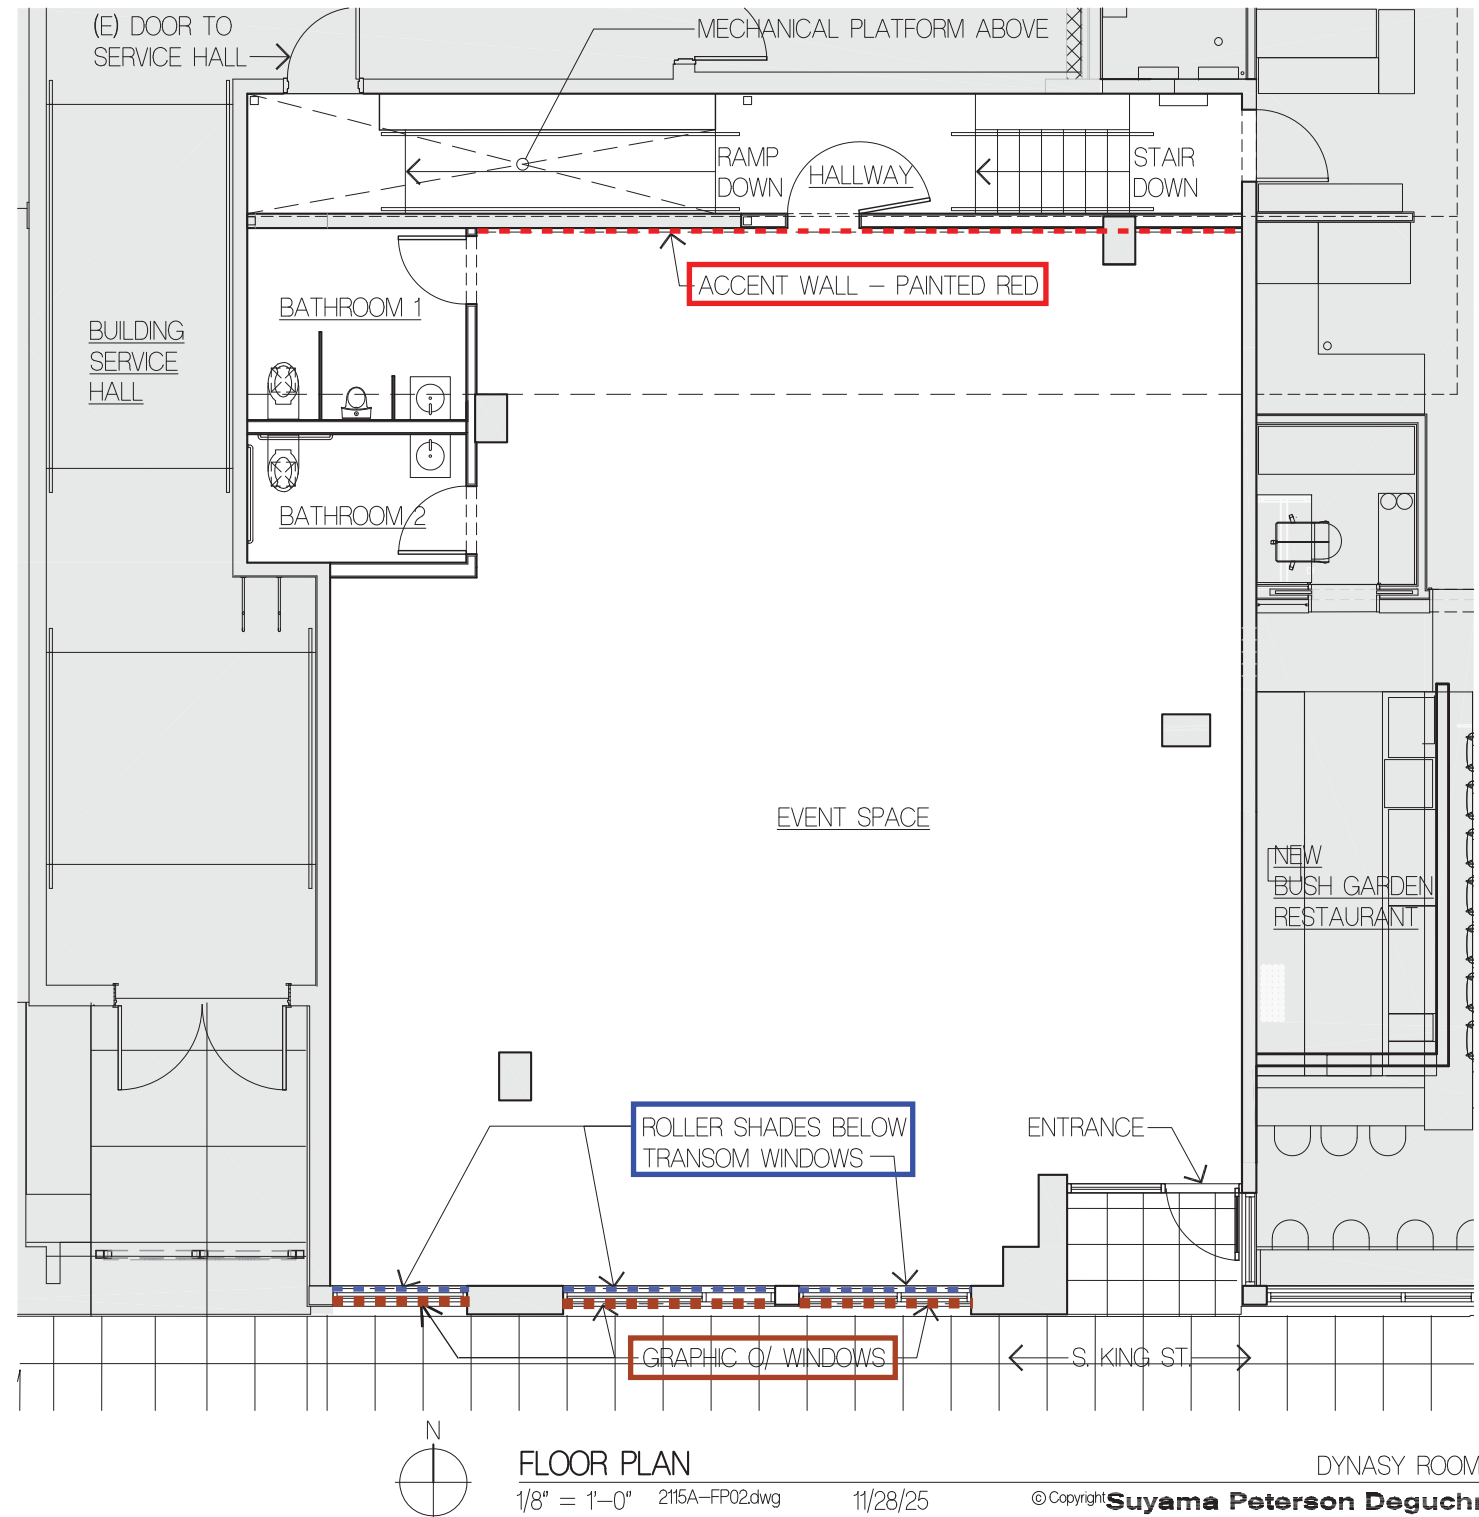 (E) DOOR TO
SERVICE HALL
MECHANICAL PLATFORM ABOVE
RAMP
DOWN
HALLWAY
STAIR
DOWN
ACCENT WALL – PAINTED RED
BATHROOM 1
BUILDING
SERVICE
HALL
BATHROOM 2
EVENT SPACE
NEW
BUSH GARDEN
RESTAURANT
ROLLER SHADES BELOW
TRANSOM WINDOWS
ENTRANCE
GRAPHIC O/ WINDOWS
S. KING ST.
N
FLOOR PLAN
DYNASY ROOM
1/8" = 1'–0" 2115A–FP02.dwg 11/28/25 © Copyright Suyama Peterson Deguchi